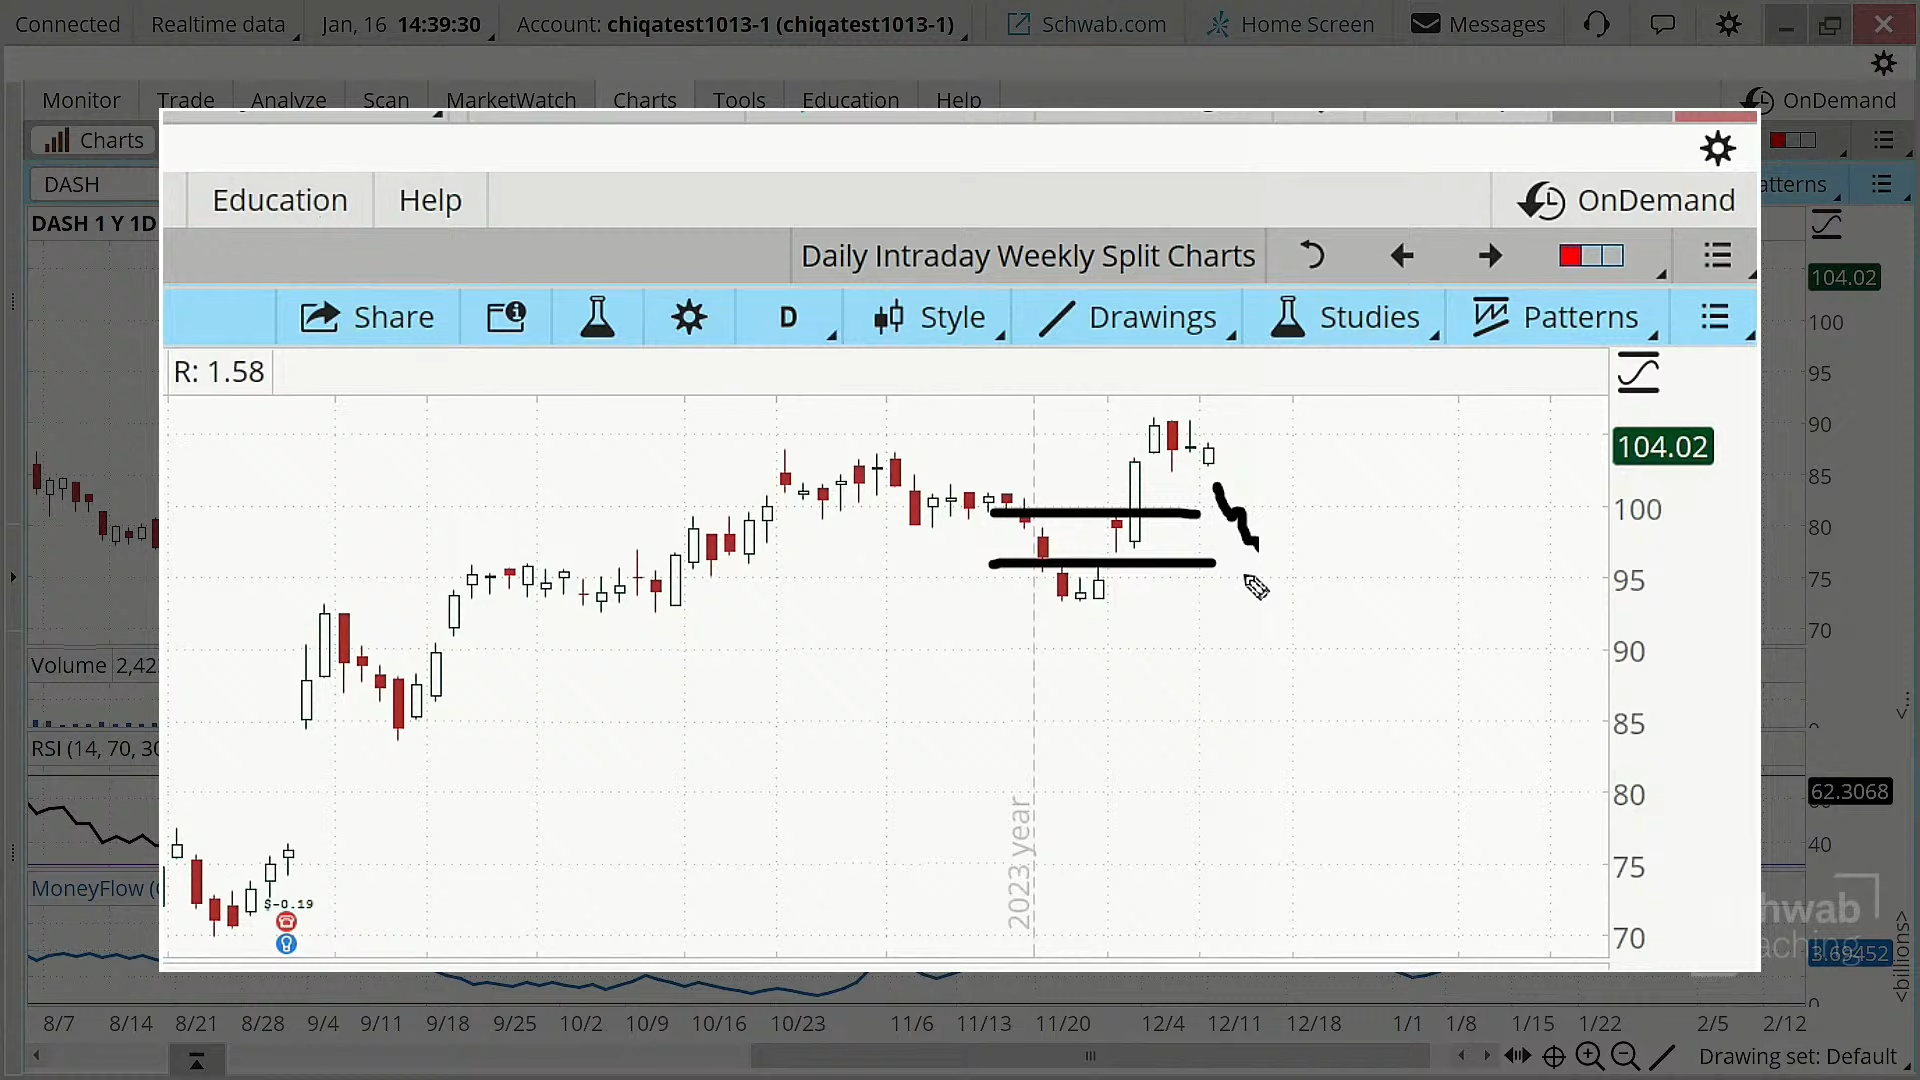 Connected Realtime data Jan, 16 14:39:30 Account: chiqatest1013-1 (chiqatest1013-1) Schwab.com Home Screen Messages
Monitor Trade Analyze Scan MarketWatch Charts Tools Education Help OnDemand
Charts
DASH
DASH 1 Y 1D
Education Help OnDemand
Daily Intraday Weekly Split Charts
Share D Style Drawings Studies Patterns
R: 1.58
104.02
100
95
90
85
80
75
70
2023 year
$-0.19
104.02
100
95
90
85
80
75
70
Volume 2,42
RSI (14, 70, 30
62.3068
40
MoneyFlow
3.69452
0
<billions>
8/7 8/14 8/21 8/28 9/4 9/11 9/18 9/25 10/2 10/9 10/16 10/23 11/6 11/13 11/20 12/4 12/11 12/18 1/1 1/8 1/15 1/22 2/5 2/12
Drawing set: Default